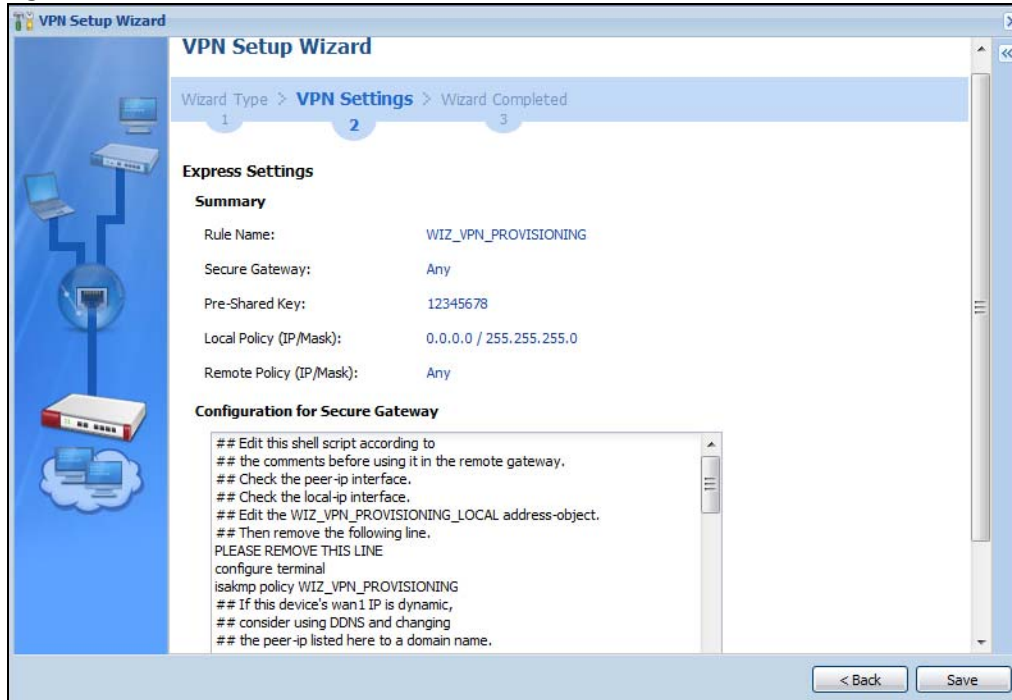 VPN Setup Wizard
VPN Setup Wizard
Wizard Type > VPN Settings > Wizard Completed
1 2 3
Express Settings
Summary
Rule Name: WIZ_VPN_PROVISIONING
Secure Gateway: Any
Pre-Shared Key: 12345678
Local Policy (IP/Mask): 0.0.0.0 / 255.255.255.0
Remote Policy (IP/Mask): Any
Configuration for Secure Gateway
## Edit this shell script according to
## the comments before using it in the remote gateway.
## Check the peer-ip interface.
## Check the local-ip interface.
## Edit the WIZ_VPN_PROVISIONING_LOCAL address-object.
## Then remove the following line.
PLEASE REMOVE THIS LINE
configure terminal
isakmp policy WIZ_VPN_PROVISIONING
## If this device's wan1 IP is dynamic,
## consider using DDNS and changing
## the peer-ip listed here to a domain name.
< Back Save